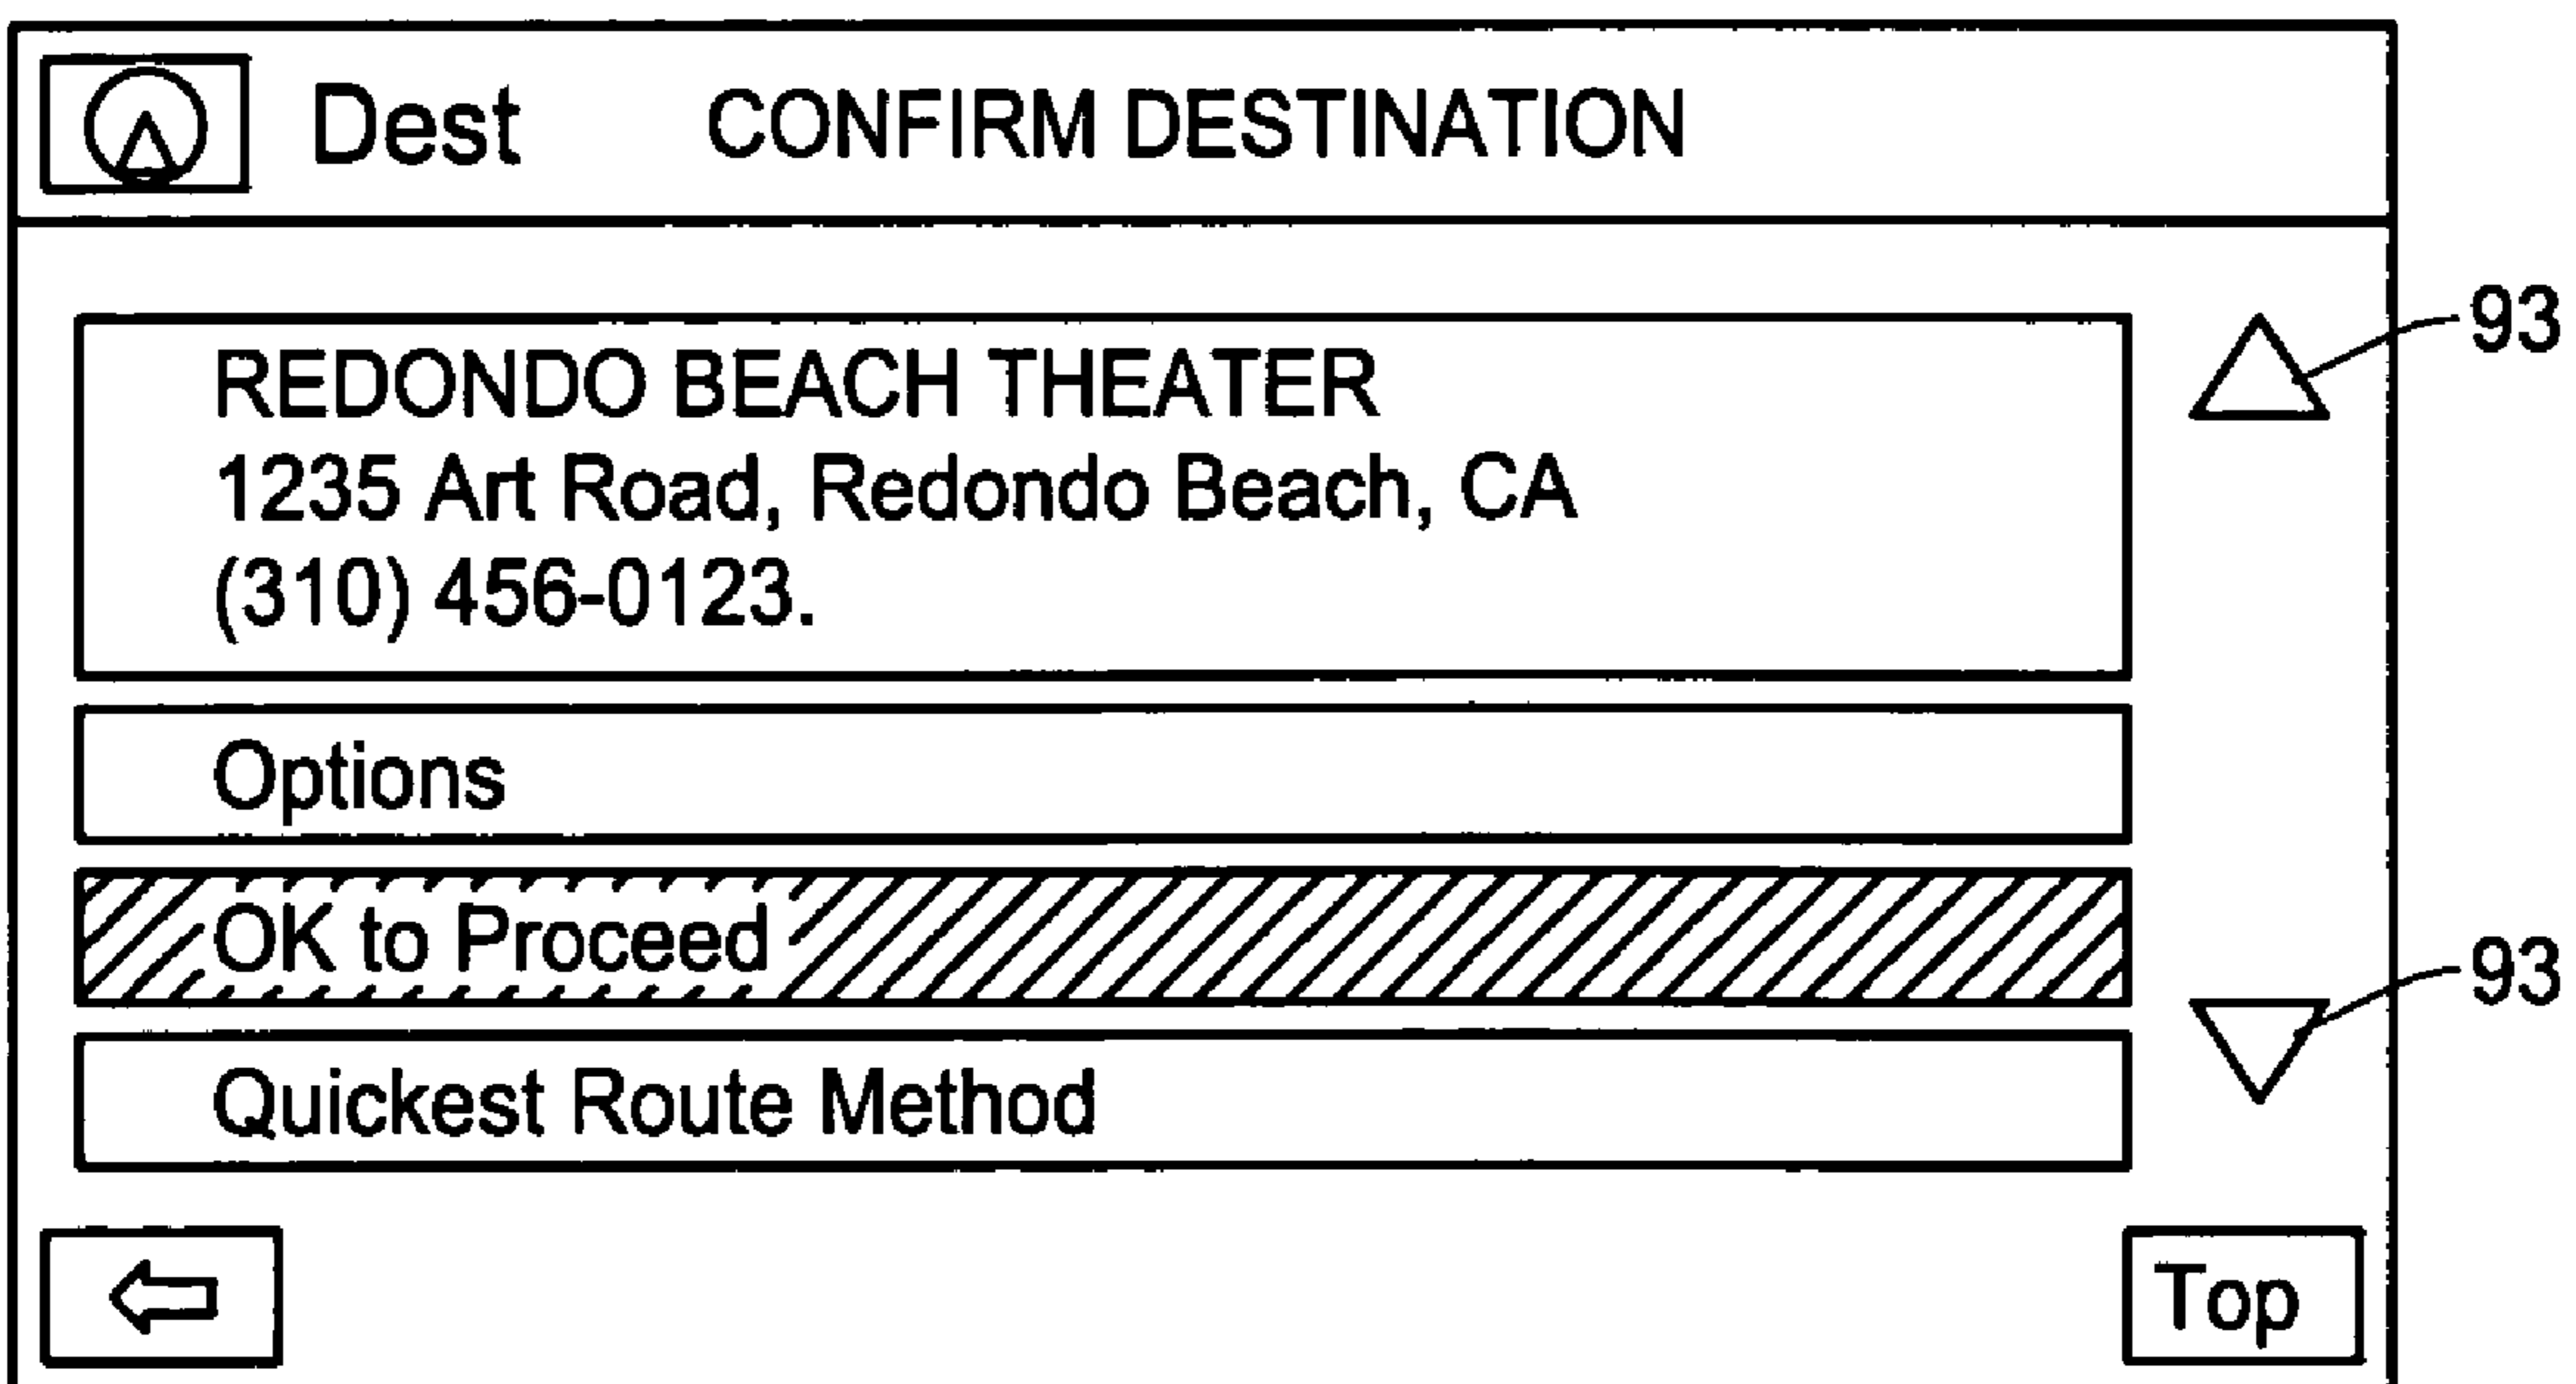 Dest CONFIRM DESTINATION
93
REDONDO BEACH THEATER
1235 Art Road, Redondo Beach, CA
(310) 456-0123.
Options
OK to Proceed
93
Quickest Route Method
Top